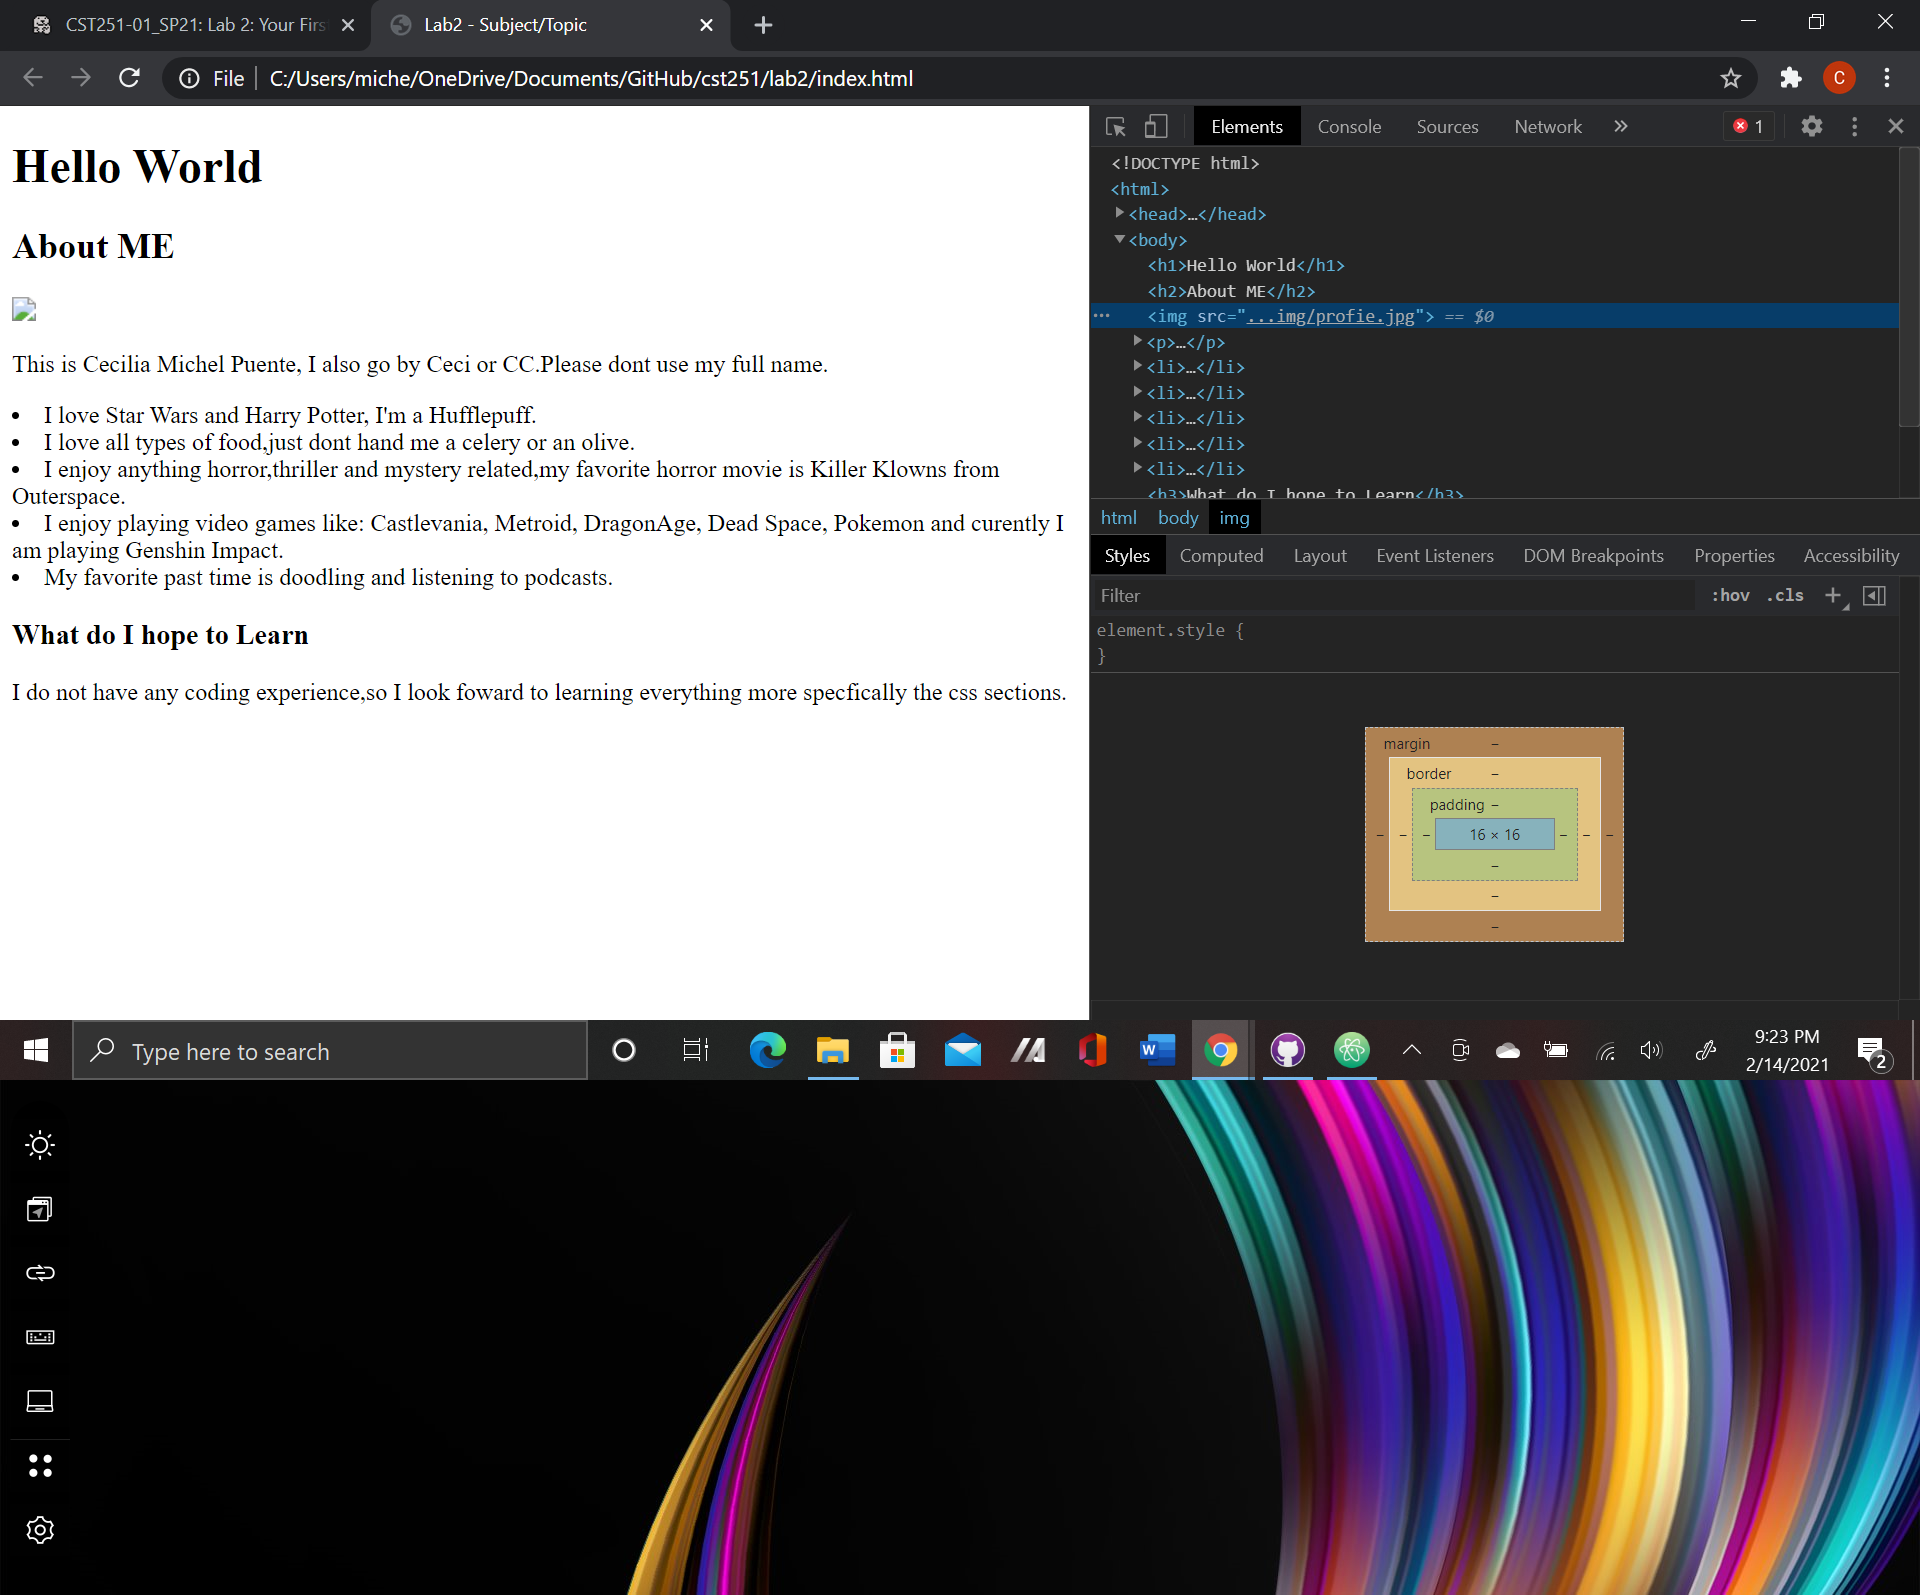 CST251-01_SP21: Lab 2: Your Firs
Lab2 - Subject/Topic
File
C:/Users/miche/OneDrive/Documents/GitHub/cst251/lab2/index.html
C
Hello World
About ME
This is Cecilia Michel Puente, I also go by Ceci or CC.Please dont use my full name.
• I love Star Wars and Harry Potter, I'm a Hufflepuff.
• I love all types of food,just dont hand me a celery or an olive.
• I enjoy anything horror,thriller and mystery related,my favorite horror movie is Killer Klowns from
Outerspace.
• I enjoy playing video games like: Castlevania, Metroid, DragonAge, Dead Space, Pokemon and curently I
am playing Genshin Impact.
• My favorite past time is doodling and listening to podcasts.
What do I hope to Learn
I do not have any coding experience,so I look foward to learning everything more specfically the css sections.
Elements Console Sources Network » 1
<!DOCTYPE html>
<html>
<head>…</head>
<body>
<h1>Hello World</h1>
<h2>About ME</h2>
<img src="...img/profie.jpg"> == $0
<p>…</p>
<li>…</li>
<li>…</li>
<li>…</li>
<li>…</li>
<li>…</li>
<h3>What do I hope to Learn</h3>
html body img
Styles Computed Layout Event Listeners DOM Breakpoints Properties Accessibility
Filter :hov .cls +
element.style {
}
margin –
border –
padding –
– – – 16 × 16 – – –
–
–
–
Type here to search
W
9:23 PM
2/14/2021
2